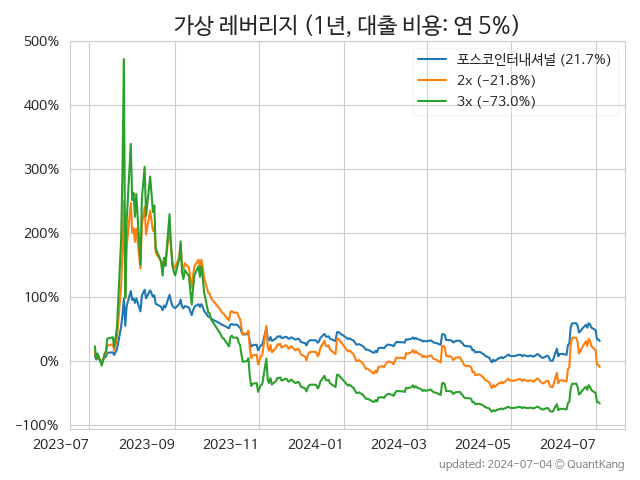 가상 레버리지 (1년, 대출 비용: 연 5%)
500%
400%
300%
200%
100%
0%
−100%
포스코인터내셔널 (21.7%)
2x (−21.8%)
3x (−73.0%)
2023-07
2023-09
2023-11
2024-01
2024-03
2024-05
2024-07
updated: 2024-07-04 ⓒ QuantKang